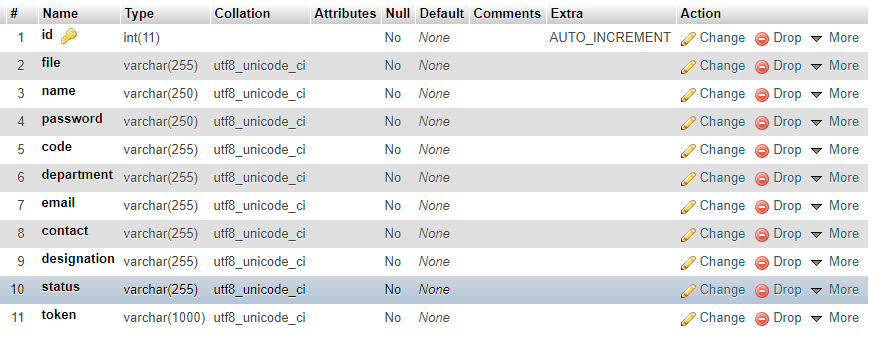 # Name Type Collation Attributes Null Default Comments Extra Action
1 id int(11) No None AUTO_INCREMENT Change Drop More
2 file varchar(255) utf8_unicode_ci No None Change Drop More
3 name varchar(250) utf8_unicode_ci No None Change Drop More
4 password varchar(250) utf8_unicode_ci No None Change Drop More
5 code varchar(255) utf8_unicode_ci No None Change Drop More
6 department varchar(255) utf8_unicode_ci No None Change Drop More
7 email varchar(255) utf8_unicode_ci No None Change Drop More
8 contact varchar(255) utf8_unicode_ci No None Change Drop More
9 designation varchar(255) utf8_unicode_ci No None Change Drop More
10 status varchar(255) utf8_unicode_ci No None Change Drop More
11 token varchar(1000) utf8_unicode_ci No None Change Drop More